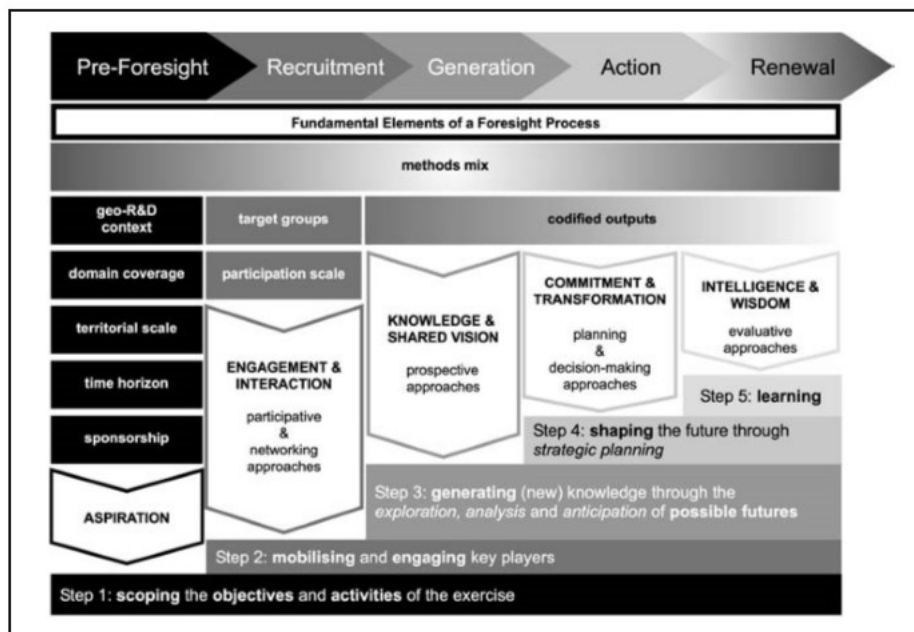 Pre-Foresight
Recruitment
Generation
Action
Renewal
Fundamental Elements of a Foresight Process
methods mix
geo-R&D
context
target groups
codified outputs
domain coverage
participation scale
territorial scale
time horizon
sponsorship
ASPIRATION
ENGAGEMENT &
INTERACTION
participative
&
networking
approaches
KNOWLEDGE &
SHARED VISION
prospective
approaches
COMMITMENT &
TRANSFORMATION
planning
&
decision-making
approaches
INTELLIGENCE &
WISDOM
evaluative
approaches
Step 5: learning
Step 4: shaping the future through
strategic planning
Step 3: generating (new) knowledge through the
exploration, analysis and anticipation of possible futures
Step 2: mobilising and engaging key players
Step 1: scoping the objectives and activities of the exercise